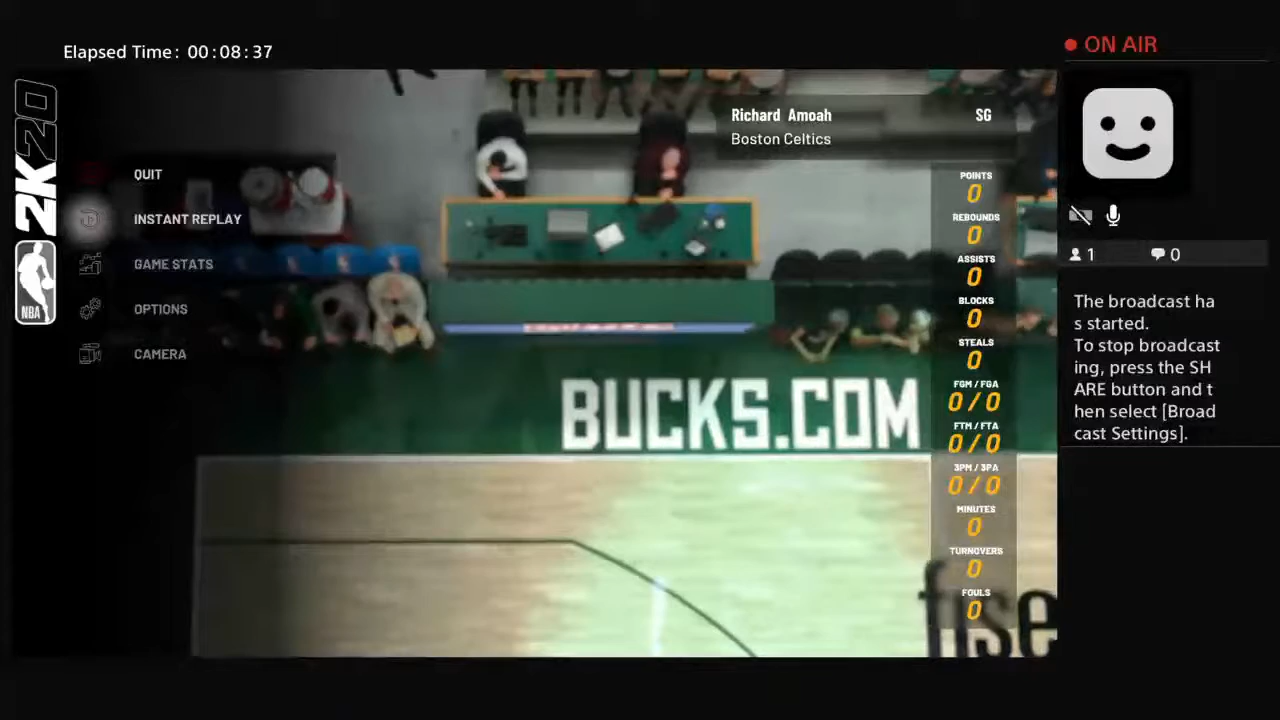 Elapsed Time: 00:08:37
ON AIR
2K20
NBA
QUIT
INSTANT REPLAY
GAME STATS
OPTIONS
CAMERA
Richard Amoah SG
Boston Celtics
POINTS
0
REBOUNDS
0
ASSISTS
0
BLOCKS
0
STEALS
0
FGM / FGA
0 / 0
FTM / FTA
0 / 0
3PM / 3PA
0 / 0
MINUTES
0
TURNOVERS
0
FOULS
0
BUCKS.COM
fise
1 0
The broadcast ha
s started.
To stop broadcast
ing, press the SH
ARE button and t
hen select [Broad
cast Settings].